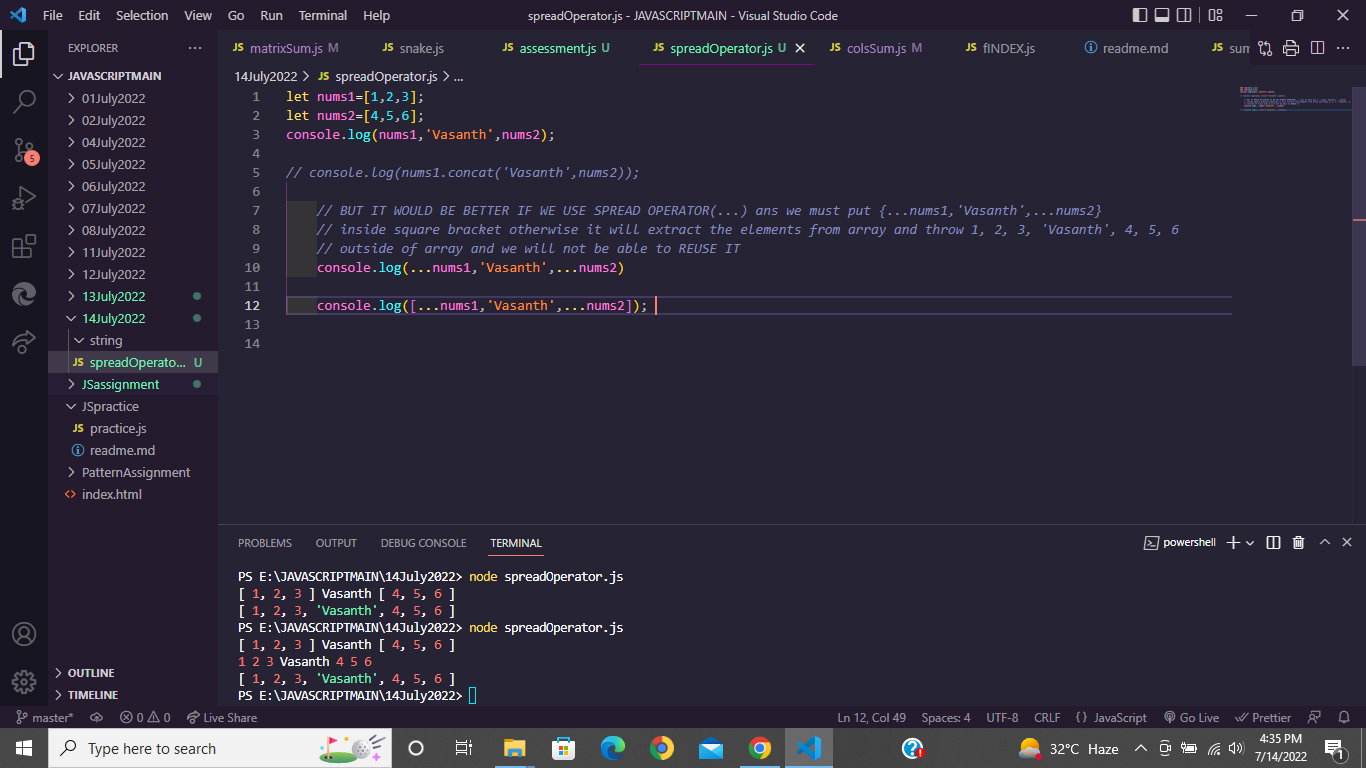 File Edit Selection View Go Run Terminal Help spreadOperator.js - JAVASCRIPTMAIN - Visual Studio Code
EXPLORER ···
JS matrixSum.js M JS snake.js JS assessment.js U JS spreadOperator.js U JS colsSum.js M JS fINDEX.js readme.md JS sum
14July2022 > JS spreadOperator.js > ...
JAVASCRIPTMAIN
01July2022
02July2022
04July2022
05July2022
06July2022
07July2022
08July2022
11July2022
12July2022
13July2022
14July2022
string
JS spreadOperato... U
JSassignment
JSpractice
JS practice.js
readme.md
PatternAssignment
index.html
OUTLINE
TIMELINE
5
1 let nums1=[1,2,3];
2 let nums2=[4,5,6];
3 console.log(nums1,'Vasanth',nums2);
4
5 // console.log(nums1.concat('Vasanth',nums2));
6
7 // BUT IT WOULD BE BETTER IF WE USE SPREAD OPERATOR(...) ans we must put {...nums1,'Vasanth',...nums2}
8 // inside square bracket otherwise it will extract the elements from array and throw 1, 2, 3, 'Vasanth', 4, 5, 6
9 // outside of array and we will not be able to REUSE IT
10 console.log(...nums1,'Vasanth',...nums2)
11
12 console.log([...nums1,'Vasanth',...nums2]);
13
14
PROBLEMS OUTPUT DEBUG CONSOLE TERMINAL powershell
PS E:\JAVASCRIPTMAIN\14July2022> node spreadOperator.js
[ 1, 2, 3 ] Vasanth [ 4, 5, 6 ]
[ 1, 2, 3, 'Vasanth', 4, 5, 6 ]
PS E:\JAVASCRIPTMAIN\14July2022> node spreadOperator.js
[ 1, 2, 3 ] Vasanth [ 4, 5, 6 ]
1 2 3 Vasanth 4 5 6
[ 1, 2, 3, 'Vasanth', 4, 5, 6 ]
PS E:\JAVASCRIPTMAIN\14July2022>
master* 0 0 Live Share Ln 12, Col 49 Spaces: 4 UTF-8 CRLF {} JavaScript Go Live Prettier
Type here to search 32°C Haze 4:35 PM
7/14/2022 1